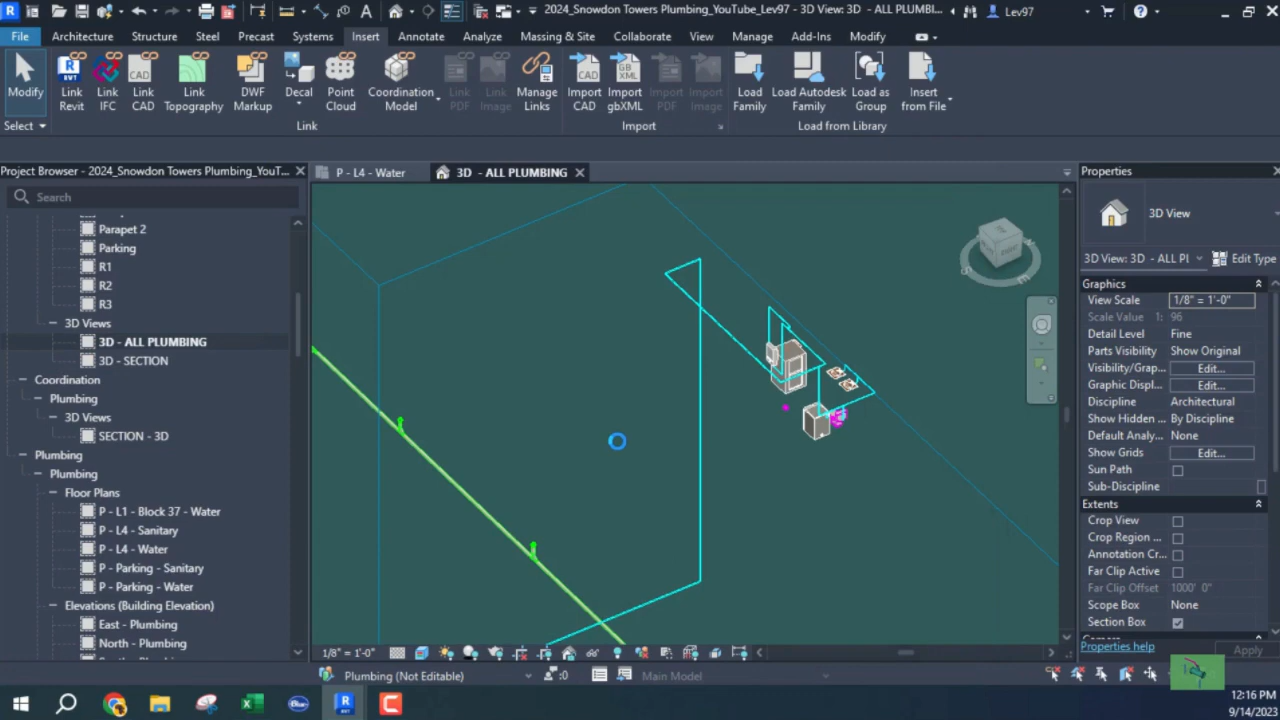 2024_Snowdon Towers Plumbing_YouTube_Lev97 - 3D View: 3D - ALL PLUMBI...
Lev97
File Architecture Structure Steel Precast Systems Insert Annotate Analyze Massing & Site Collaborate View Manage Add-Ins Modify
Modify
Link Revit
Link IFC
Link CAD
Link Topography
DWF Markup
Decal
Point Cloud
Coordination Model
Link PDF
Link Image
Manage Links
Import CAD
Import gbXML
Import PDF
Import Image
Load Family
Load Autodesk Family
Load as Group
Insert from File
Select
Link
Import
Load from Library
Project Browser - 2024_Snowdon Towers Plumbing_YouT...
P - L4 - Water
3D - ALL PLUMBING
Properties
Search
Parapet 2
Parking
R1
R2
R3
3D Views
3D - ALL PLUMBING
3D - SECTION
Coordination
Plumbing
3D Views
SECTION - 3D
Plumbing
Plumbing
Floor Plans
P - L1 - Block 37 - Water
P - L4 - Sanitary
P - L4 - Water
P - Parking - Sanitary
P - Parking - Water
Elevations (Building Elevation)
East - Plumbing
North - Plumbing
3D View
3D View: 3D - ALL Pl
Edit Type
Graphics
View Scale 1/8" = 1'-0"
Scale Value 1: 96
Detail Level Fine
Parts Visibility Show Original
Visibility/Grap... Edit...
Graphic Displ... Edit...
Discipline Architectural
Show Hidden ... By Discipline
Default Analy... None
Show Grids Edit...
Sun Path
Sub-Discipline
Extents
Crop View
Crop Region ...
Annotation Cr...
Far Clip Active
Far Clip Offset 1000' 0"
Scope Box None
Section Box
Properties help
Apply
1/8" = 1'-0"
Plumbing (Not Editable)
:0
Main Model
12:16 PM
9/14/2023